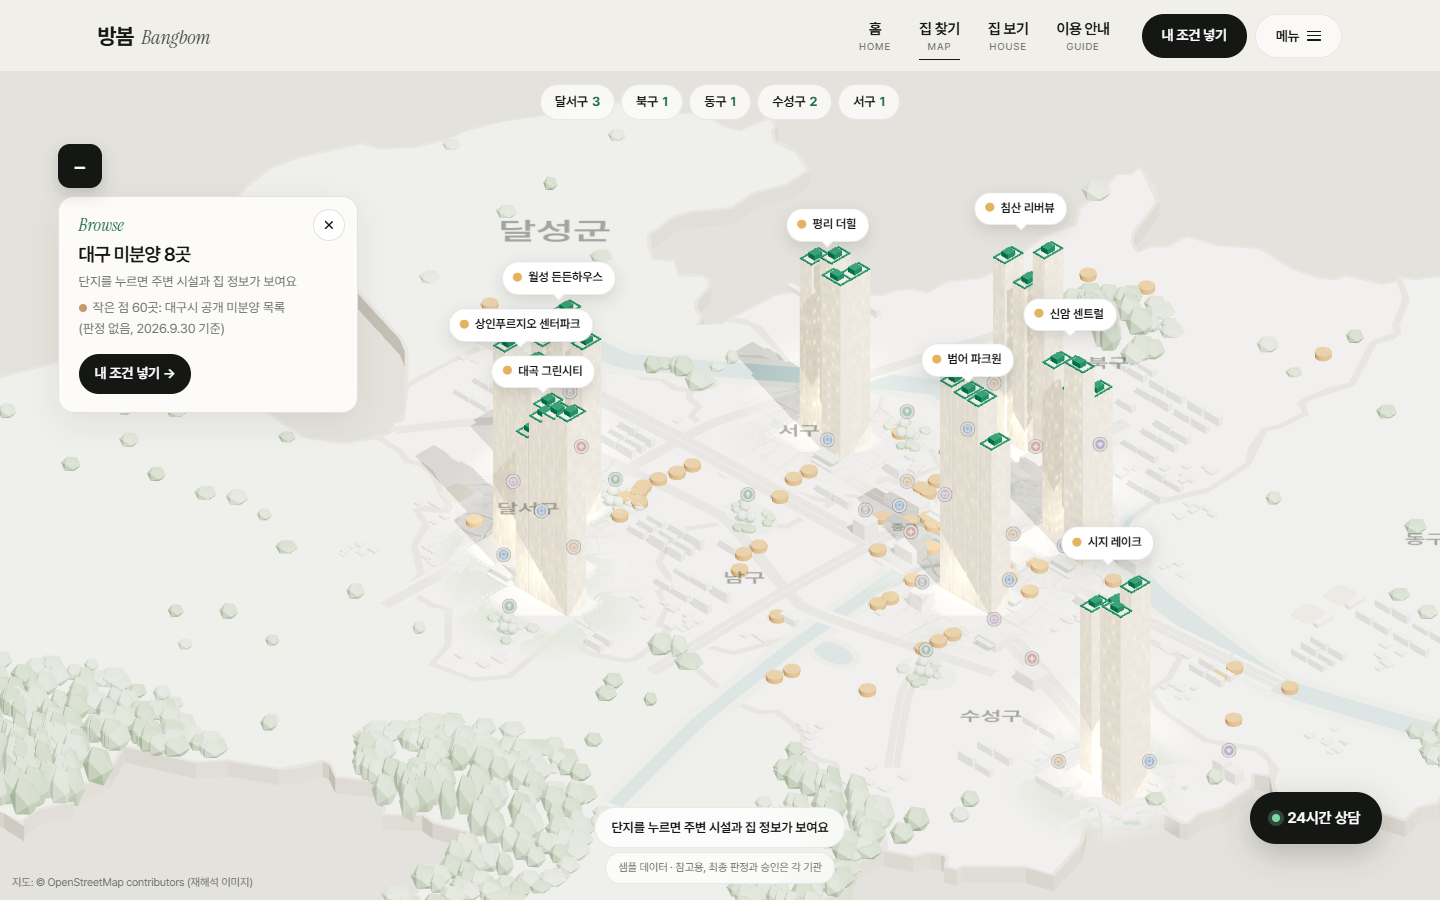 방봄 Bangbom
홈
HOME
집 찾기
MAP
집 보기
HOUSE
이용 안내
GUIDE
내 조건 넣기
메뉴
달서구 3
북구 1
동구 1
수성구 2
서구 1
Browse
대구 미분양 8곳
단지를 누르면 주변 시설과 집 정보가 보여요
작은 점 60곳: 대구시 공개 미분양 목록
(판정 없음, 2026.9.30 기준)
내 조건 넣기 →
달성군
평리 더힐
침산 리버뷰
월성 든든하우스
상인푸르지오 센터파크
대곡 그린시티
신암 센트럴
범어 파크원
북구
서구
달서구
동구
시지 레이크
남구
수성구
단지를 누르면 주변 시설과 집 정보가 보여요
샘플 데이터 · 참고용, 최종 판정과 승인은 각 기관
24시간 상담
지도: © OpenStreetMap contributors (재해석 이미지)